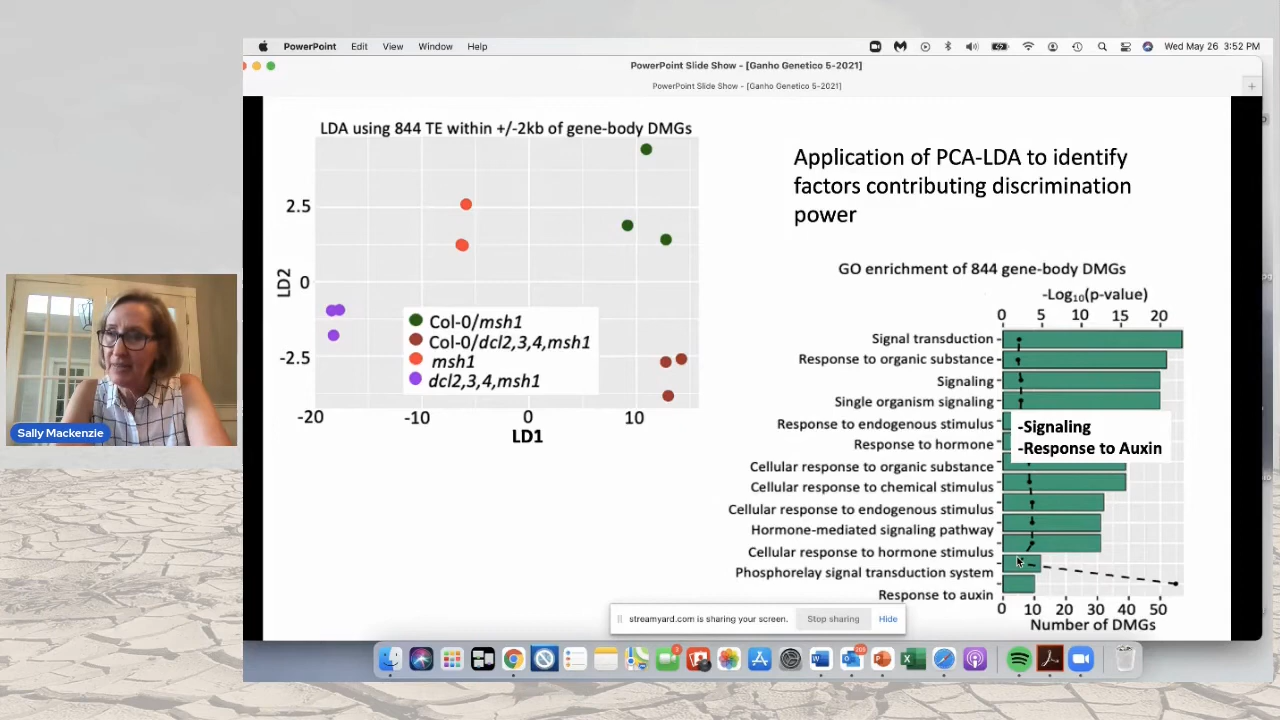 PowerPoint Edit View Window Help
Wed May 26 3:52 PM
PowerPoint Slide Show - [Ganho Genetico 5-2021]
PowerPoint Slide Show - [Ganho Genetico 5-2021]
LDA using 844 TE within +/-2kb of gene-body DMGs
2.5
0
-2.5
LD2
-20 -10 0 10
LD1
Col-0/msh1
Col-0/dcl2,3,4,msh1
msh1
dcl2,3,4,msh1
Application of PCA-LDA to identify
factors contributing discrimination
power
GO enrichment of 844 gene-body DMGs
-Log10(p-value)
0 5 10 15 20
Signal transduction
Response to organic substance
Signaling
Single organism signaling
Response to endogenous stimulus
Response to hormone
Cellular response to organic substance
Cellular response to chemical stimulus
Cellular response to endogenous stimulus
Hormone-mediated signaling pathway
Cellular response to hormone stimulus
Phosphorelay signal transduction system
Response to auxin
-Signaling
-Response to Auxin
0 10 20 30 40 50
Number of DMGs
Sally Mackenzie
streamyard.com is sharing your screen. Stop sharing Hide